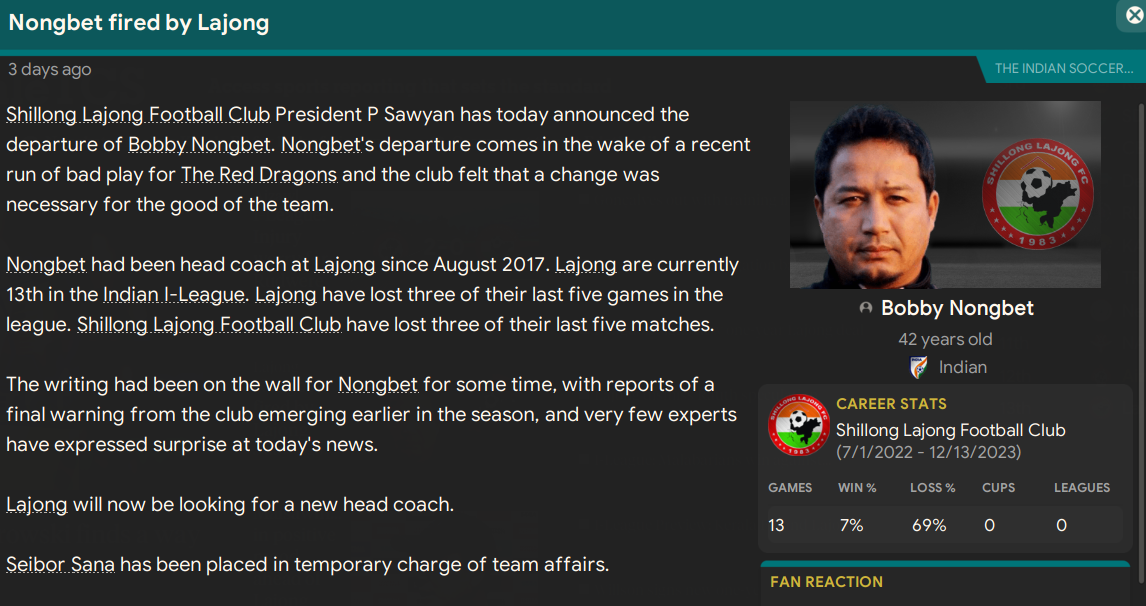 Nongbet fired by Lajong
3 days ago
THE INDIAN SOCCER...
Shillong Lajong Football Club President P Sawyan has today announced the
departure of Bobby Nongbet. Nongbet's departure comes in the wake of a recent
run of bad play for The Red Dragons and the club felt that a change was
necessary for the good of the team.
Nongbet had been head coach at Lajong since August 2017. Lajong are currently
13th in the Indian I-League. Lajong have lost three of their last five games in the
league. Shillong Lajong Football Club have lost three of their last five matches.
The writing had been on the wall for Nongbet for some time, with reports of a
final warning from the club emerging earlier in the season, and very few experts
have expressed surprise at today's news.
Lajong will now be looking for a new head coach.
Seibor Sana has been placed in temporary charge of team affairs.
SHILLONG LAJONG FC
1983
Bobby Nongbet
42 years old
Indian
SHILLONG LAJONG FC
CAREER STATS
Shillong Lajong Football Club
(7/1/2022 - 12/13/2023)
GAMES WIN % LOSS % CUPS LEAGUES
13 7% 69% 0 0
FAN REACTION